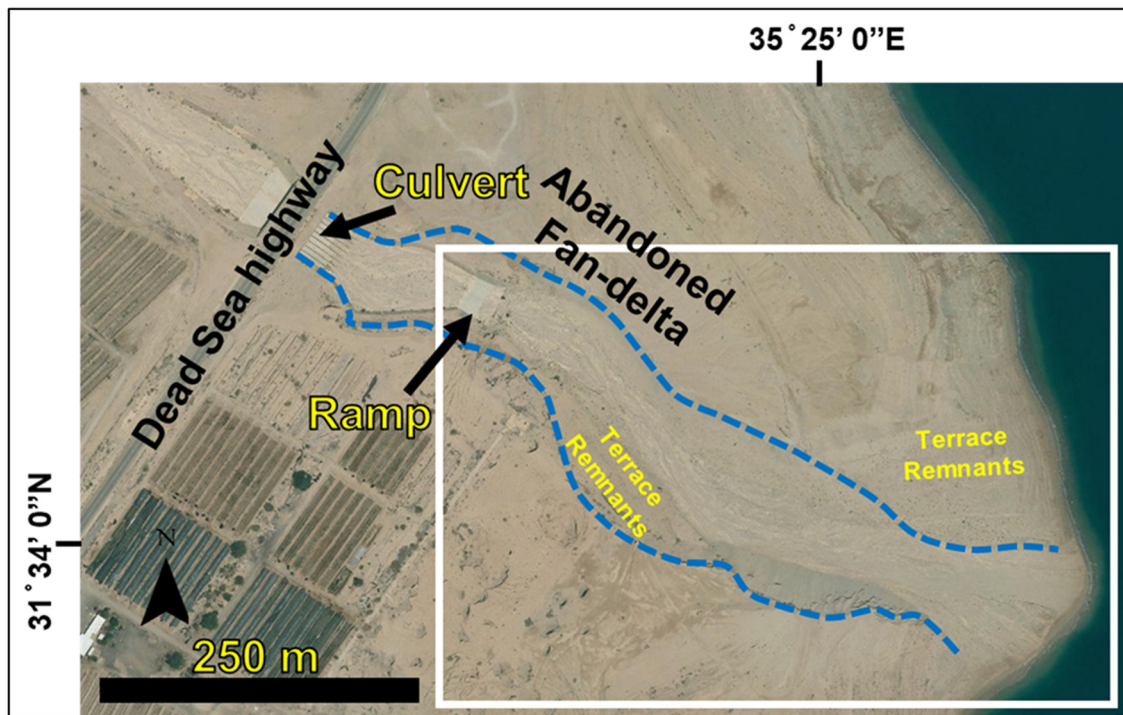 35° 25’ 0”E
Culvert
Abandoned
Fan-delta
Dead Sea highway
Ramp
Terrace
Remnants
Terrace
Remnants
31° 34’ 0”N
N
250 m